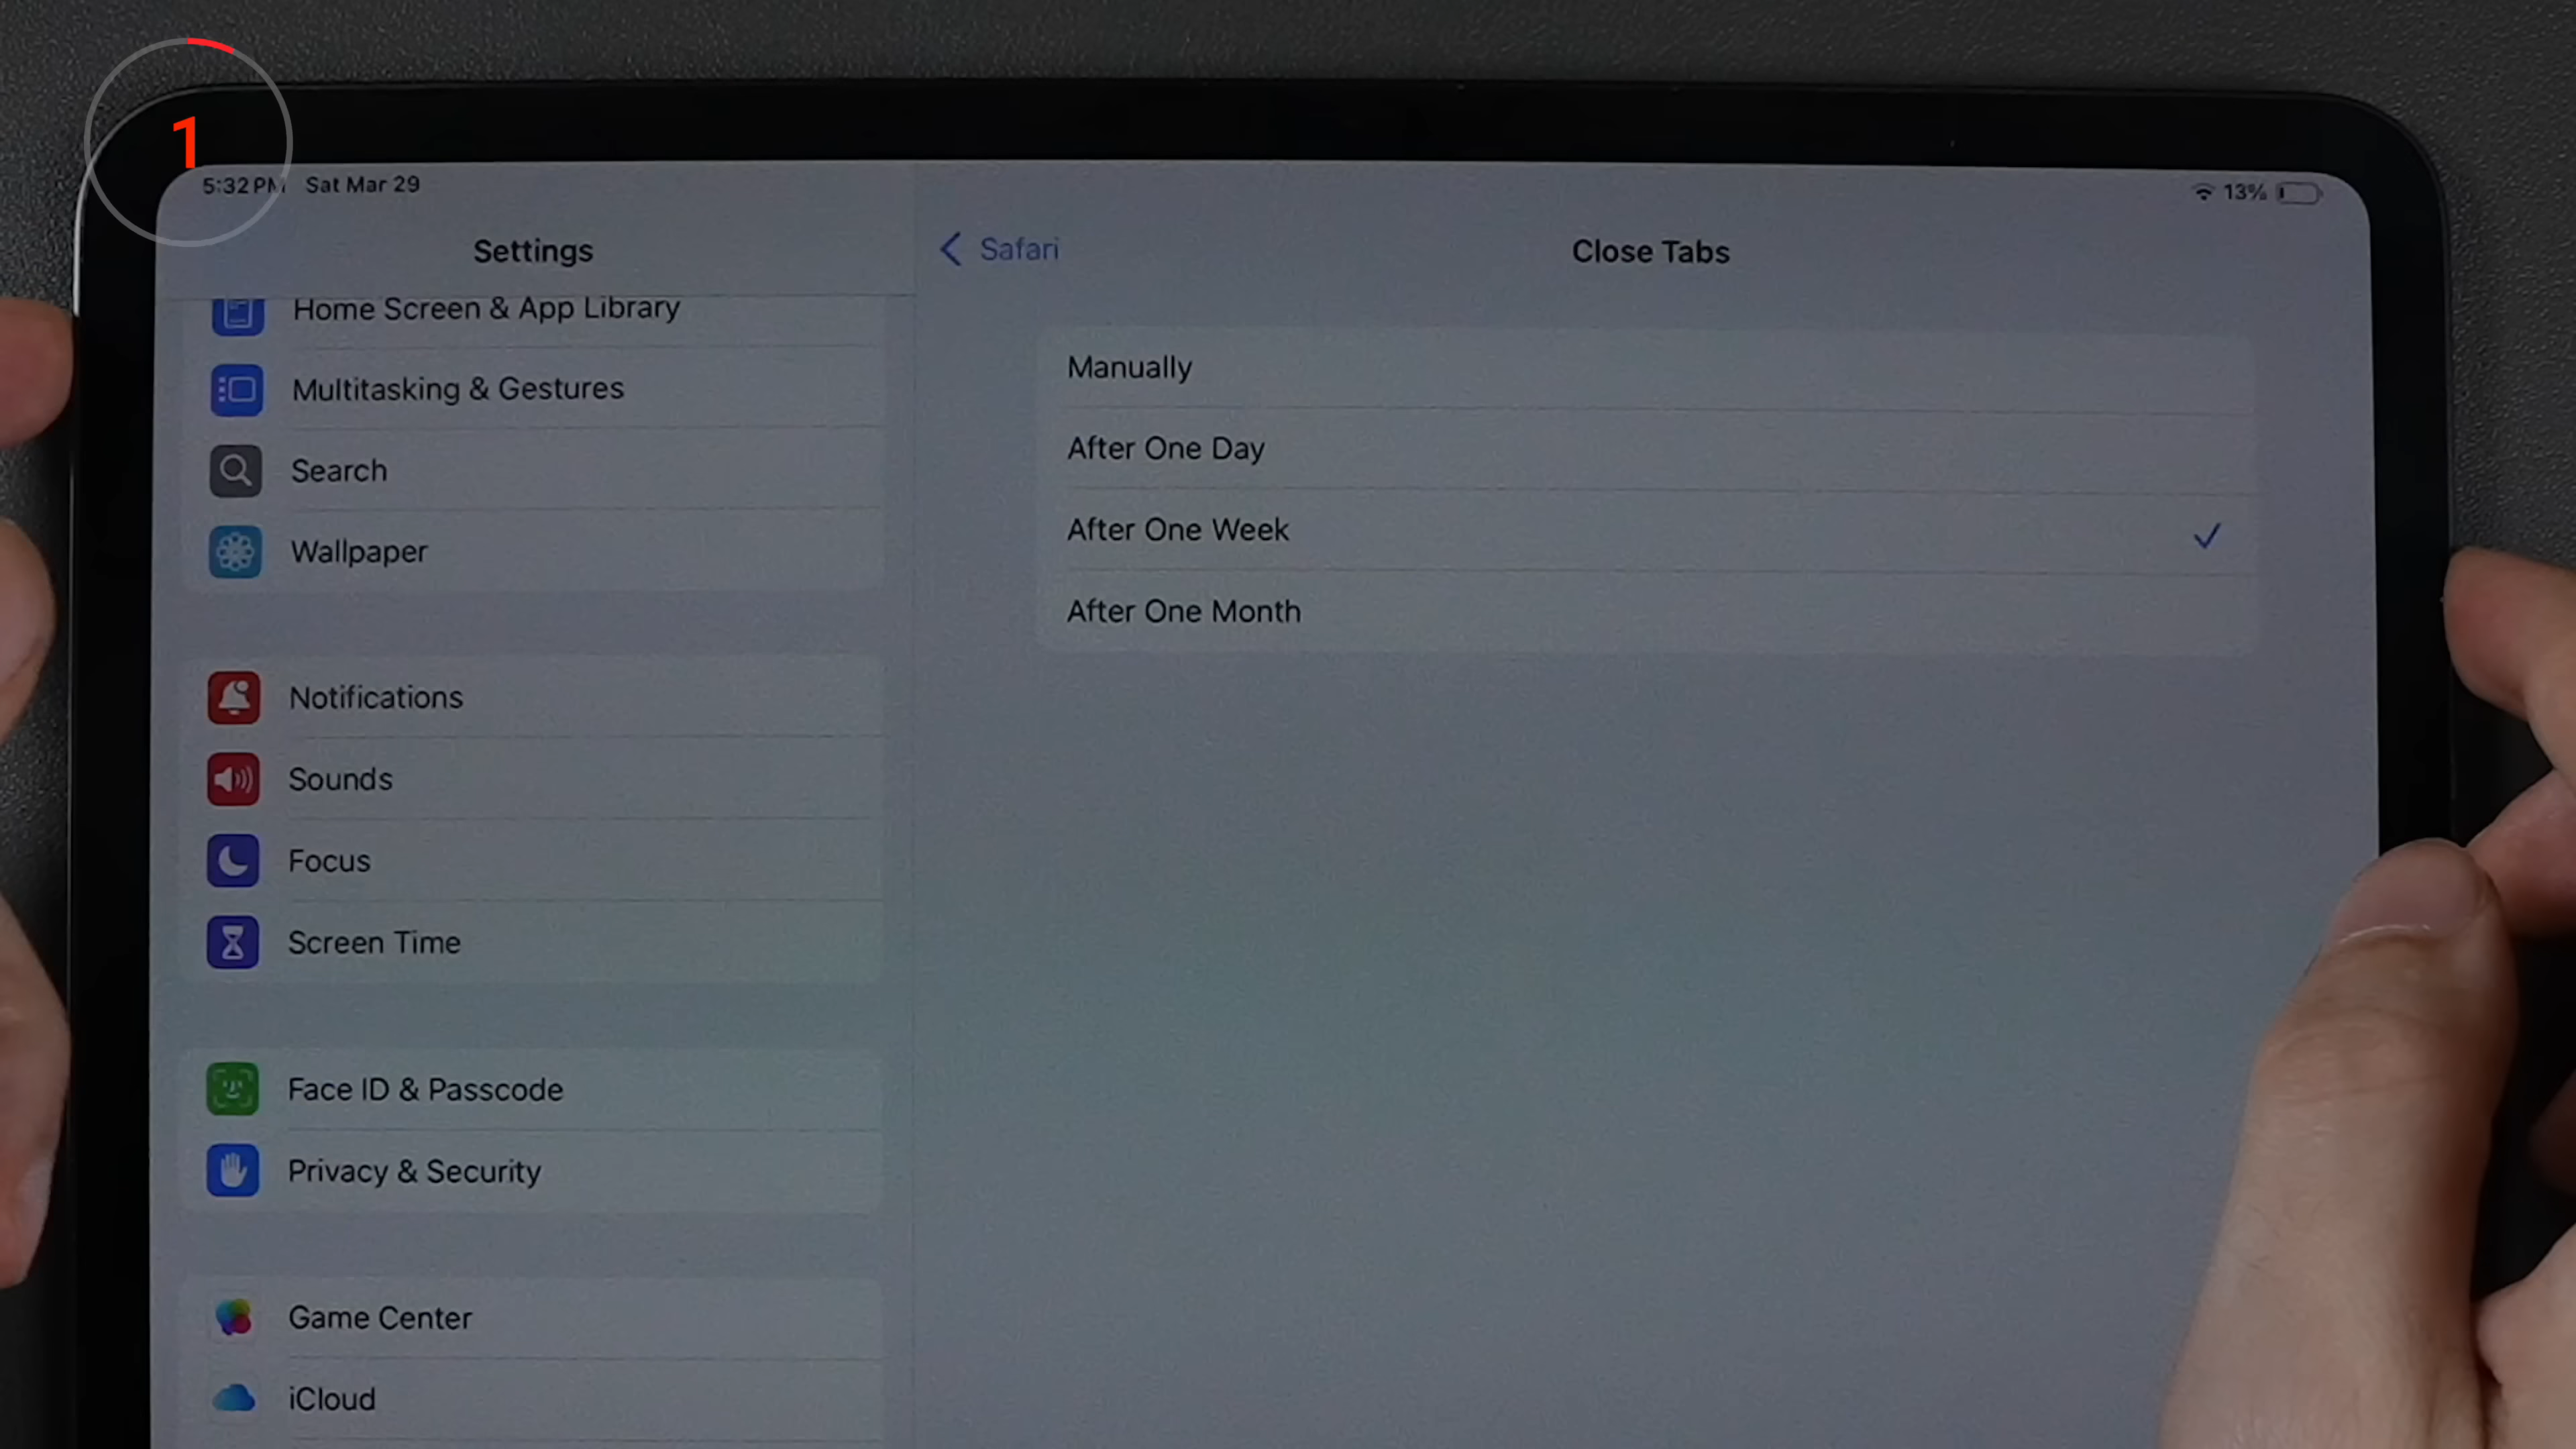 1
5:32 PM Sat Mar 29
13%
Settings
Home Screen & App Library
Multitasking & Gestures
Search
Wallpaper
Notifications
Sounds
Focus
Screen Time
Face ID & Passcode
Privacy & Security
Game Center
iCloud
Safari
Close Tabs
Manually
After One Day
After One Week
After One Month